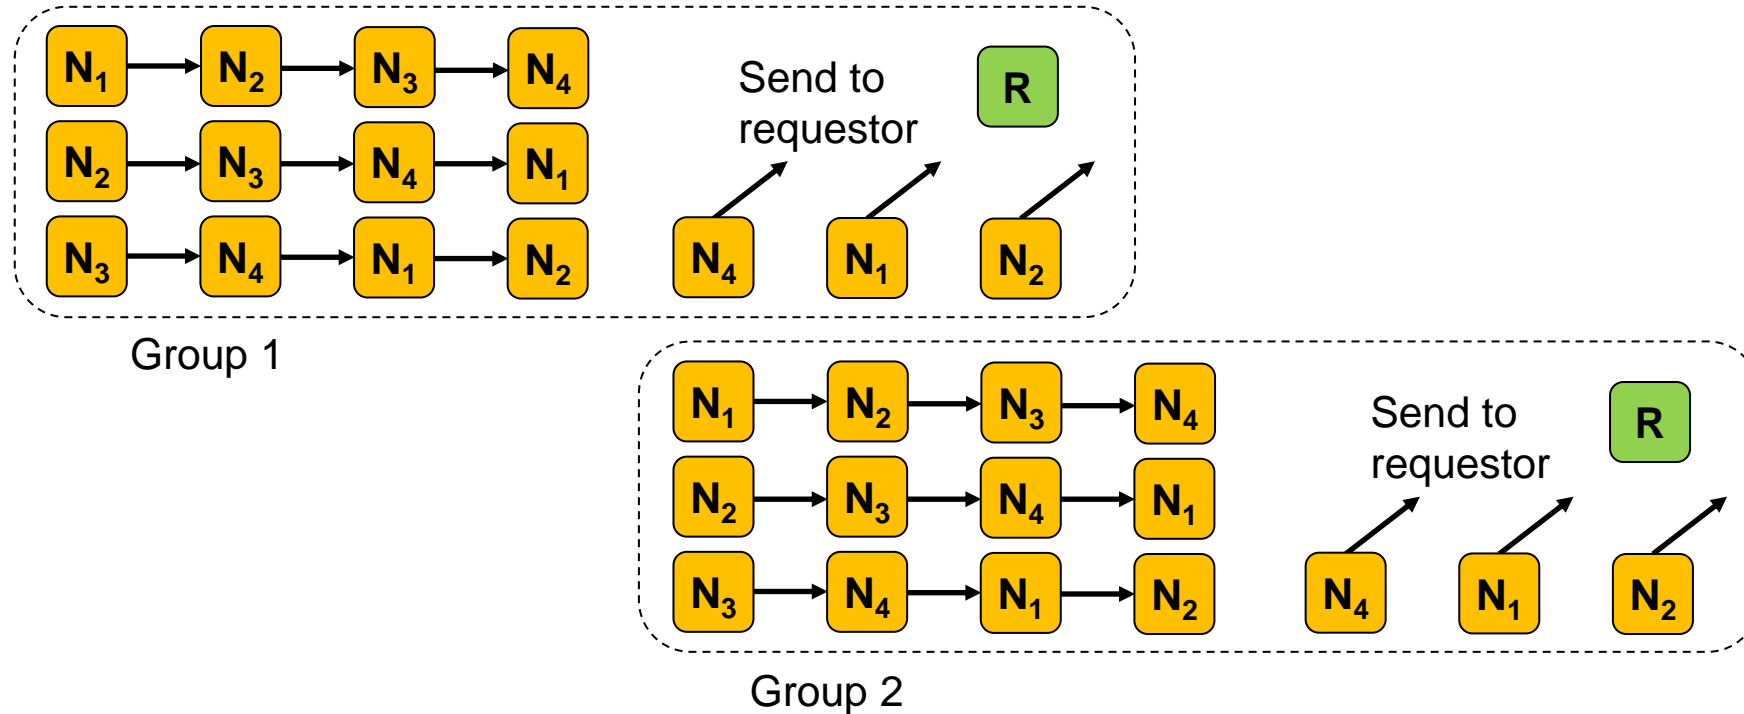 N₁ N₂ N₃ N₄
Send to
requestor
R
N₂ N₃ N₄ N₁
N₃ N₄ N₁ N₂
N₄ N₁ N₂
Group 1
N₁ N₂ N₃ N₄
Send to
requestor
R
N₂ N₃ N₄ N₁
N₃ N₄ N₁ N₂
N₄ N₁ N₂
Group 2